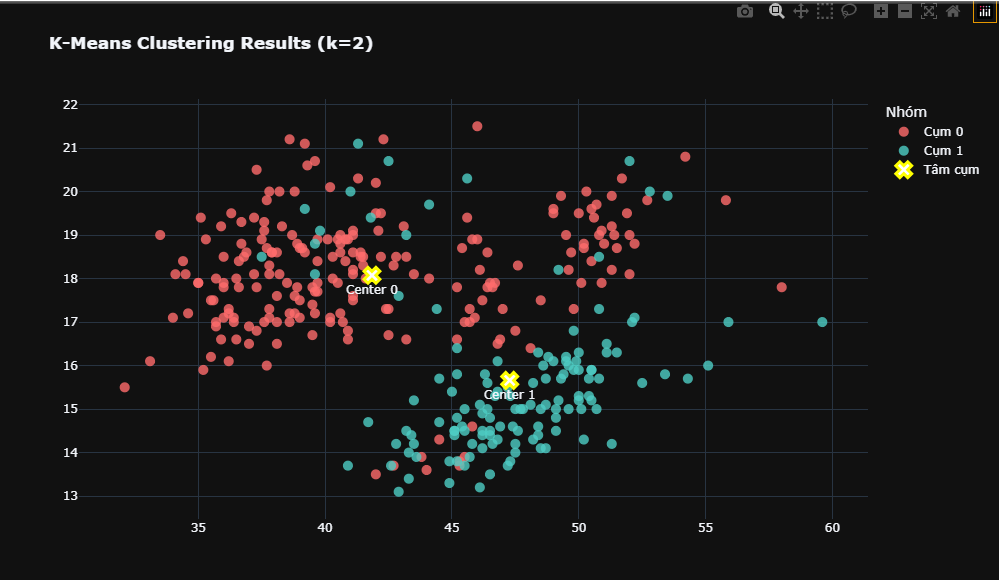 K-Means Clustering Results (k=2)
22
21
20
19
18
17
16
15
14
13
35
40
45
50
55
60
Center 0
Center 1
Nhóm
Cụm 0
Cụm 1
Tâm cụm